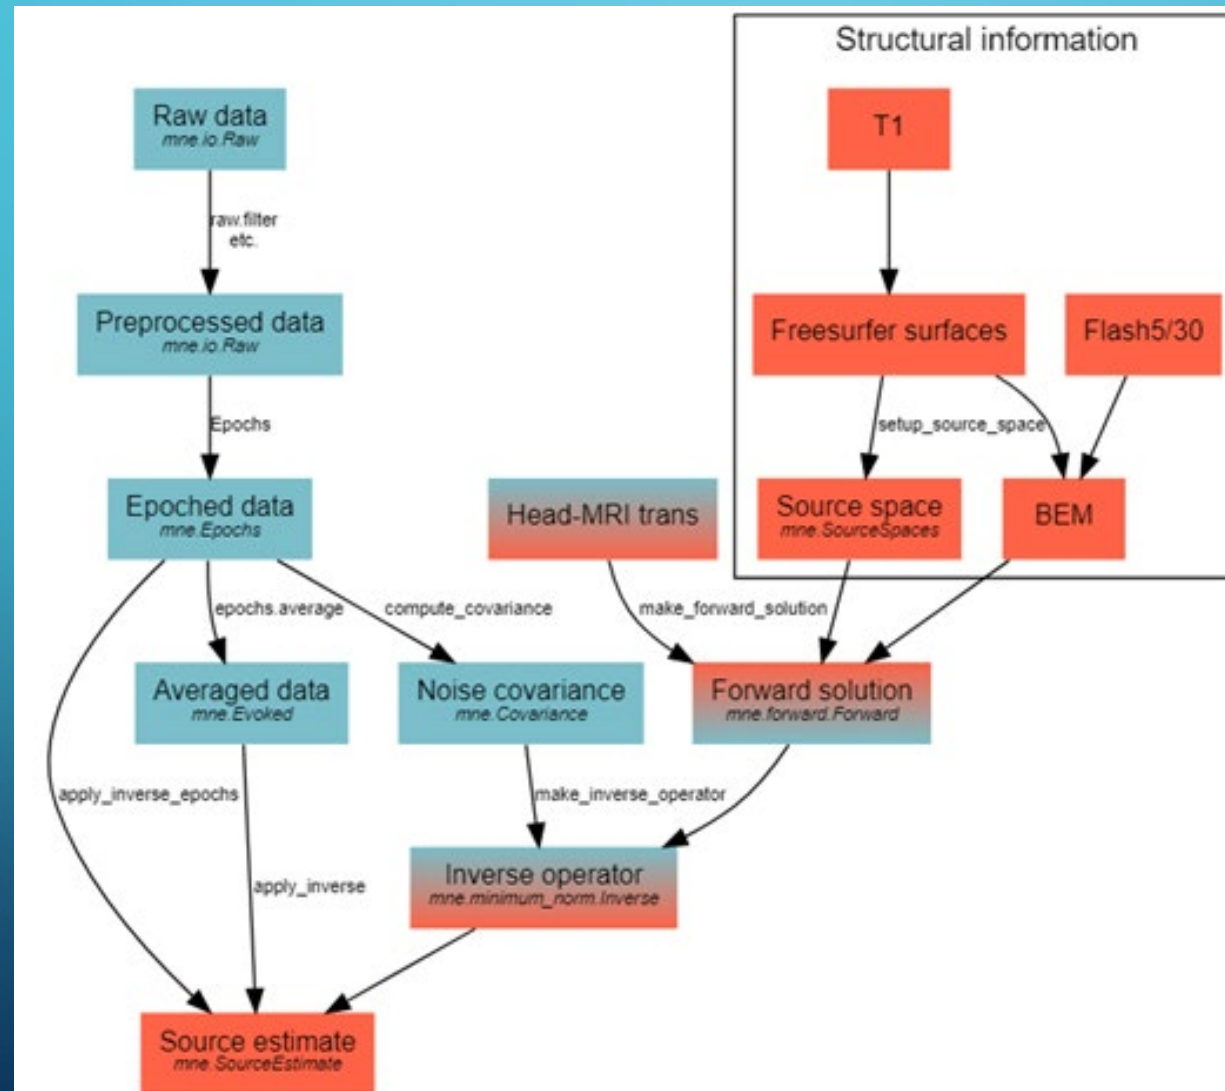 Structural information
Raw data
mne.io.Raw
T1
raw.filter
etc.
Preprocessed data
mne.io.Raw
Freesurfer surfaces
Flash5/30
Epochs
setup_source_space
Epoched data
mne.Epochs
Head-MRI trans
Source space
mne.SourceSpaces
BEM
epochs.average
compute_covariance
make_forward_solution
Averaged data
mne.Evoked
Noise covariance
mne.Covariance
Forward solution
mne.forward.Forward
apply_inverse_epochs
make_inverse_operator
Inverse operator
mne.minimum_norm.Inverse
apply_inverse
Source estimate
mne.SourceEstimate